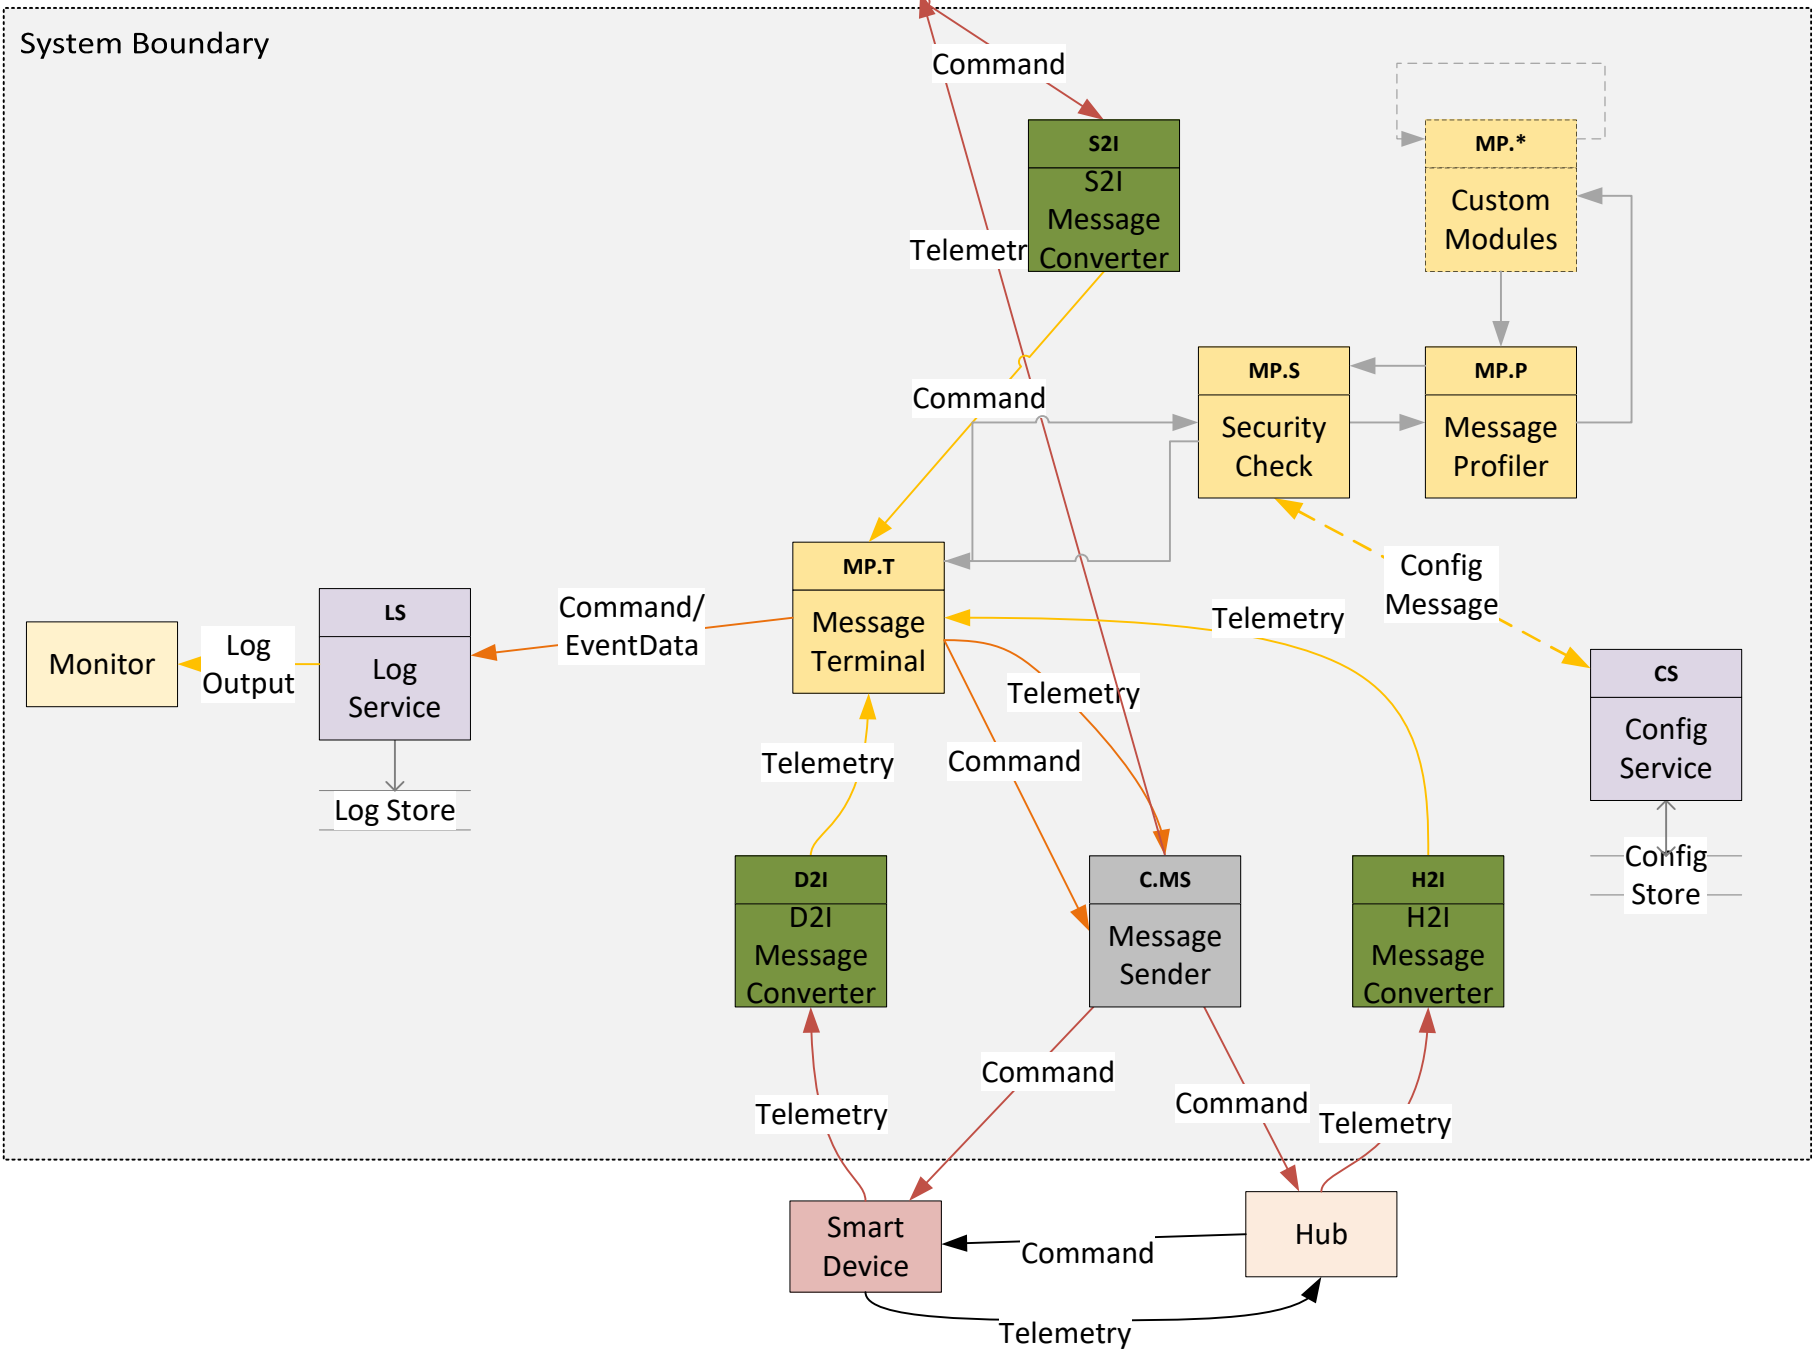 System Boundary
Command
S2I
S2I
Message
Converter
Telemetr
MP.*
Custom
Modules
MP.S
Security
Check
MP.P
Message
Profiler
Command
MP.T
Message
Terminal
Config
Message
Command/
EventData
LS
Log
Service
Log
Output
Monitor
Log Store
Telemetry
Telemetry
Command
Telemetry
CS
Config
Service
Config
Store
D2I
D2I
Message
Converter
C.MS
Message
Sender
H2I
H2I
Message
Converter
Command
Command
Telemetry
Telemetry
Smart
Device
Hub
Command
Telemetry